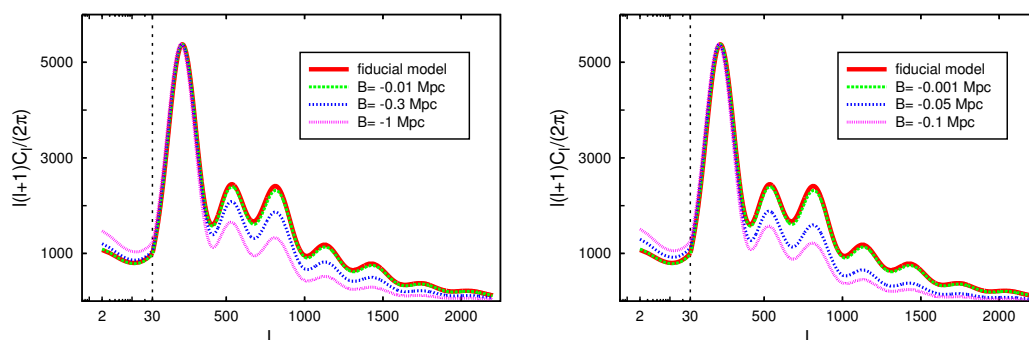 l(l+1)C_l/(2π)
5000
3000
1000
fiducial model
B= -0.01 Mpc
B= -0.3 Mpc
B= -1 Mpc
2 30 500 1000 1500 2000
l
l(l+1)C_l/(2π)
5000
3000
1000
fiducial model
B= -0.001 Mpc
B= -0.05 Mpc
B= -0.1 Mpc
2 30 500 1000 1500 2000
l